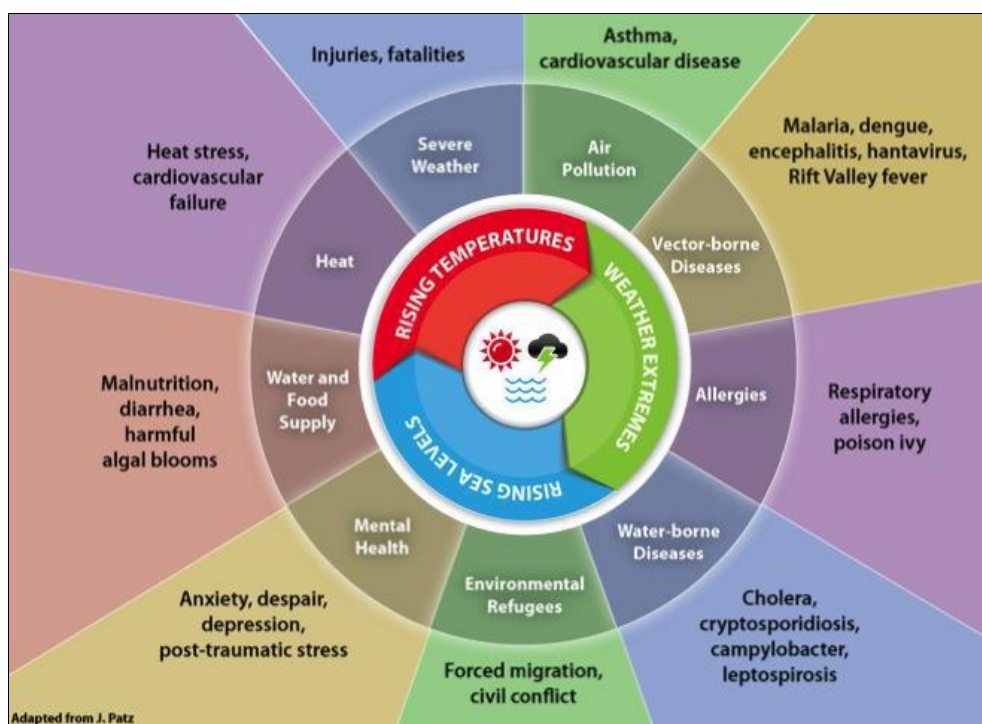 Injuries, fatalities
Asthma,
cardiovascular disease
Severe
Weather
Air
Pollution
Malaria, dengue,
encephalitis, hantavirus,
Rift Valley fever
Heat stress,
cardiovascular
failure
Heat
Vector-borne
Diseases
RISING TEMPERATURES
WEATHER EXTREMES
RISING SEA LEVELS
Malnutrition,
diarrhea,
harmful
algal blooms
Water and
Food
Supply
Allergies
Respiratory
allergies,
poison ivy
Mental
Health
Water-borne
Diseases
Environmental
Refugees
Anxiety, despair,
depression,
post-traumatic stress
Forced migration,
civil conflict
Cholera,
cryptosporidiosis,
campylobacter,
leptospirosis
Adapted from J. Patz